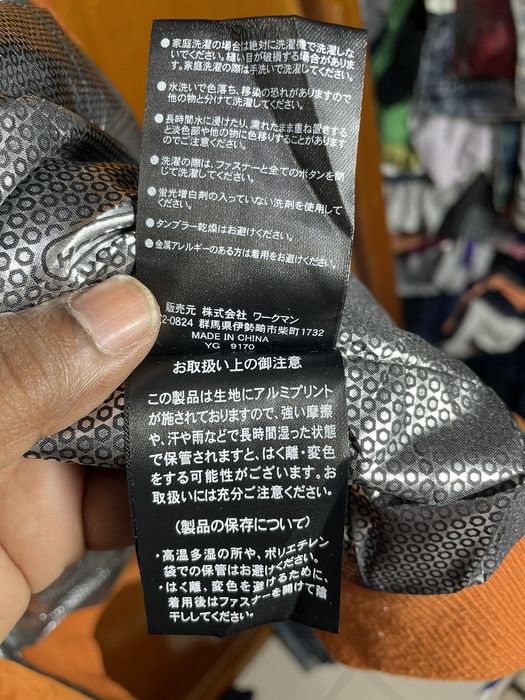 ●家庭洗濯の場合は絶対に洗濯機で洗濯しな
いでください。縫い目が破損する場合がありま
す。家庭洗濯の際は手洗いで洗濯してください。
●水洗いで色落ち、移染の恐れがありますので
他の物と分けて洗濯してください。
●長時間水に浸けたり、濡れたまま重ね置きする
と淡色部や他の物に色移りすることがあります
のでご注意ください。
●洗濯の際は、ファスナーと全てのボタンを閉
じて洗濯してください。
●蛍光増白剤の入っていない洗剤を使用して
ください。
●タンブラー乾燥はお避けください。
●金属アレルギーのある方は着用をお避けください。
販売元 株式会社 ワークマン
2-0824 群馬県伊勢崎市柴町1732
MADE IN CHINA
YG 9170
お取扱い上の御注意
この製品は生地にアルミプリント
が施されておりますので、強い摩擦
や、汗や雨などで長時間湿った状態
で保管されますと、はく離・変色
をする可能性がございます。お
取扱いには充分ご注意ください。
(製品の保存について)
・高温多湿の所や、ポリエチレン
袋での保管はお避けください。
・はく離、変色を避けるために、
着用後はファスナーを開けて陰
干ししてください。